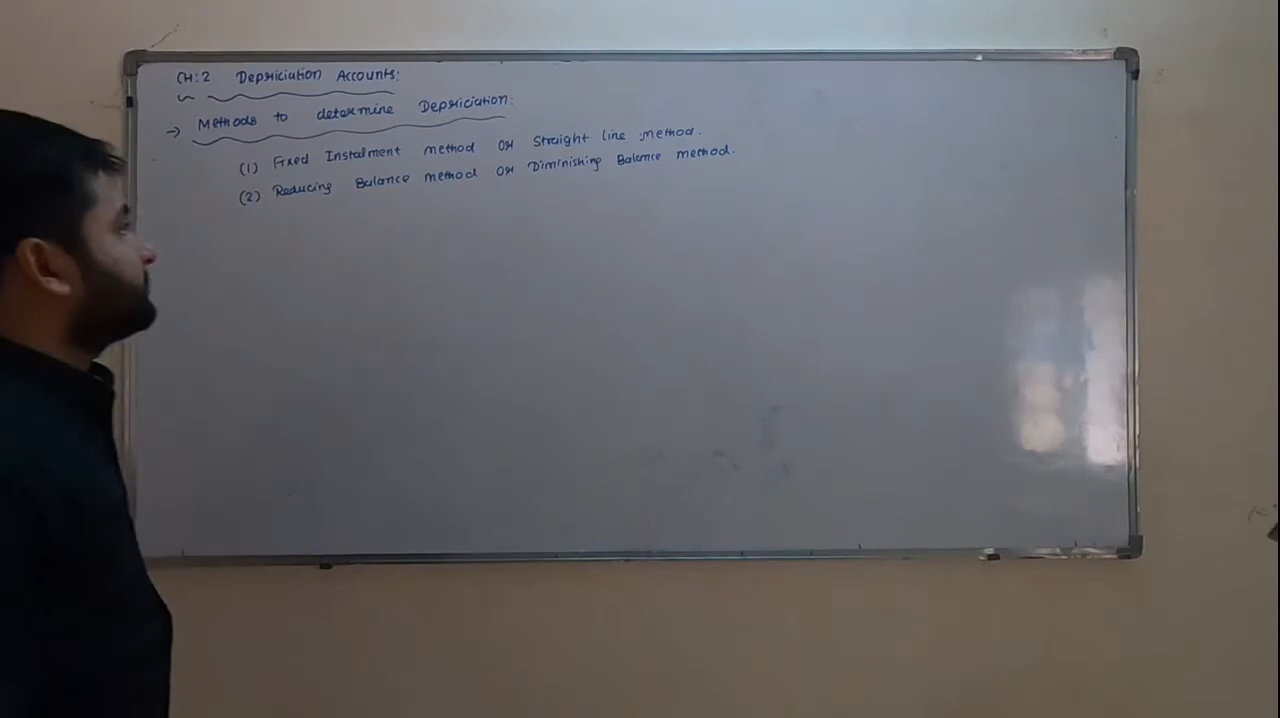 CH:2 Depriciation Accounts:
→ Methods to determine Depriciation:
(1) Fixed Instalment method or Straight line method.
(2) Reducing Balance method or Diminishing Balance method.